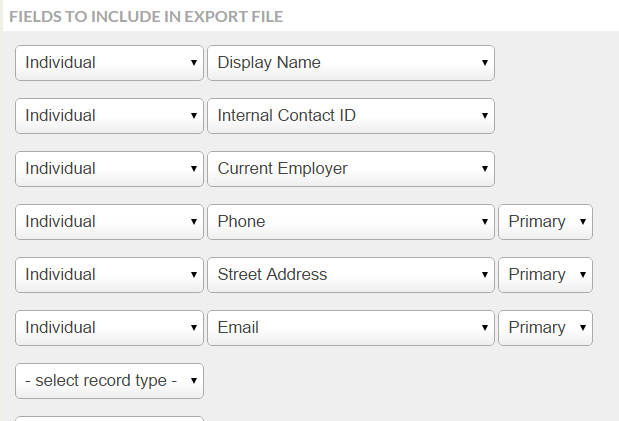 FIELDS TO INCLUDE IN EXPORT FILE
Individual Display Name
Individual Internal Contact ID
Individual Current Employer
Individual Phone Primary
Individual Street Address Primary
Individual Email Primary
- select record type -